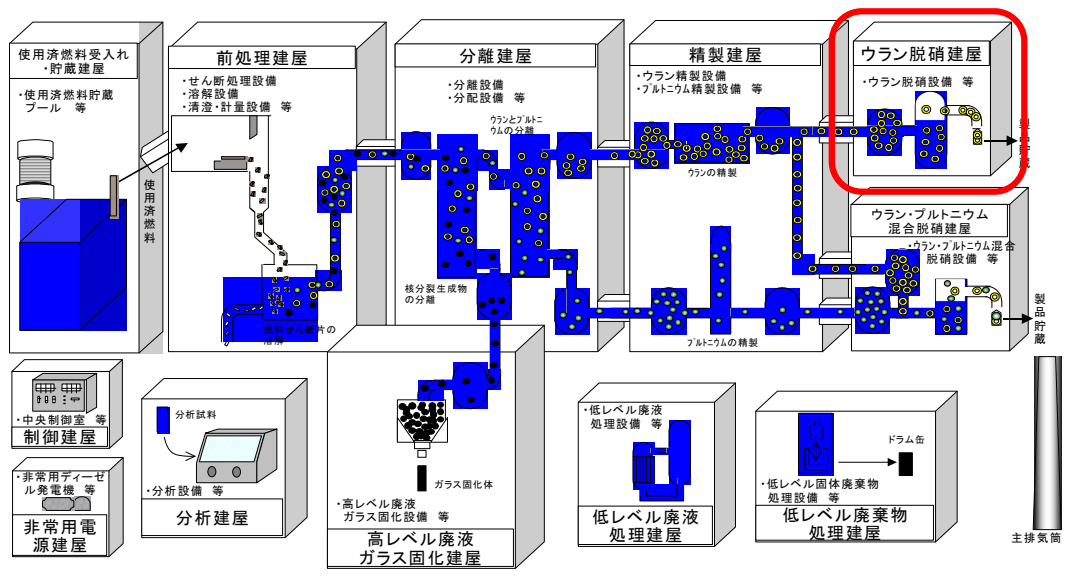 使用済燃料受入れ
・貯蔵建屋
・使用済燃料貯蔵
プール 等
使用済燃料
前処理建屋
・せん断処理設備
・溶解設備
・清澄・計量設備 等
燃料せん断片の
溶解
分離建屋
・分離設備
・分配設備 等
ウランとプルトニ
ウムの分離
核分裂生成物
の分離
精製建屋
・ウラン精製設備
・プルトニウム精製設備 等
ウランの精製
プルトニウムの精製
ウラン脱硝建屋
・ウラン脱硝設備 等
製品貯蔵
ウラン・プルトニウム
混合脱硝建屋
・ウラン・プルトニウム混合
脱硝設備 等
製品貯蔵
・中央制御室 等
制御建屋
・非常用ディーゼ
ル発電機 等
非常用電
源建屋
分析試料
・分析設備 等
分析建屋
ガラス固化体
・高レベル廃液
ガラス固化設備 等
高レベル廃液
ガラス固化建屋
・低レベル廃液
処理設備 等
低レベル廃液
処理建屋
ドラム缶
・低レベル固体廃棄物
処理設備 等
低レベル廃棄物
処理建屋
主排気筒